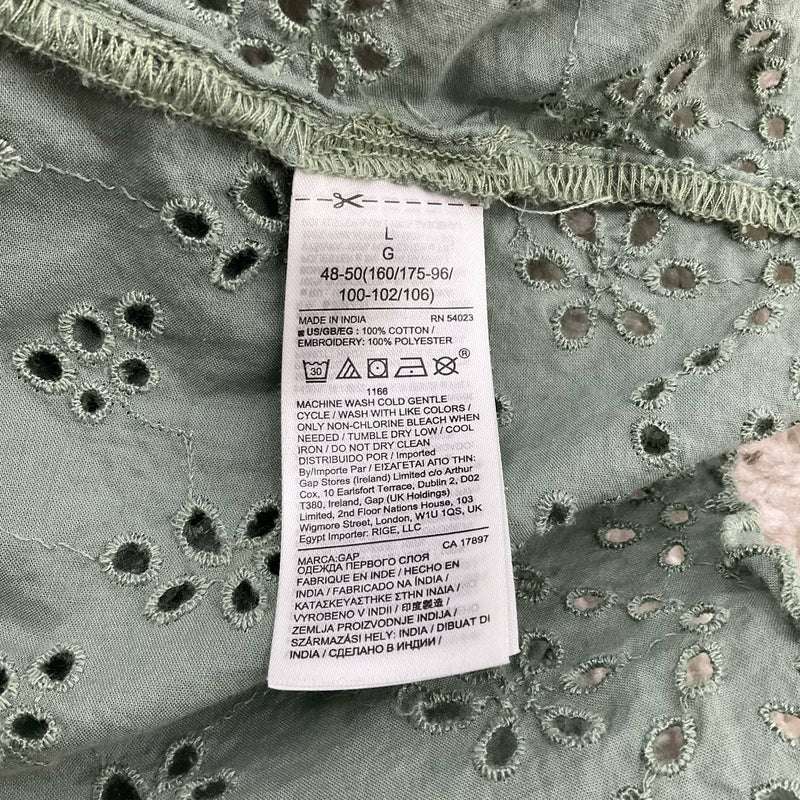 L
G
48-50(160/175-96/
100-102/106)
MADE IN INDIA RN 54023
US/GB/EG : 100% COTTON /
EMBROIDERY: 100% POLYESTER
30 ®
1166
MACHINE WASH COLD GENTLE
CYCLE / WASH WITH LIKE COLORS /
ONLY NON-CHLORINE BLEACH WHEN
NEEDED / TUMBLE DRY LOW / COOL
IRON / DO NOT DRY CLEAN
DISTRIBUIDO POR / Imported
By/Importe Par / ΕΙΣΑΓΕΤΑΙ ΑΠΟ ΤΗΝ:
Gap Stores (Ireland) Limited c/o Arthur
Cox, 10 Earlsfort Terrace, Dublin 2, D02
T380, Ireland, Gap (UK Holdings)
Limited, 2nd Floor Nations House, 103
Wigmore Street, London, W1U 1QS, UK
Egypt Importer: RIGE, LLC
MARCA:GAP CA 17897
ОДЕЖДА ПЕРВОГО СЛОЯ
FABRIQUE EN INDE / HECHO EN
INDIA / FABRICADO NA ÍNDIA /
ΚΑΤΑΣΚΕΥΑΣΤΗΚΕ ΣΤΗΝ ΙΝΔΙΑ /
VYROBENO V INDII / 印度製造 /
ZEMLJA PROIZVODNJE INDIJA /
SZÁRMAZÁSI HELY: INDIA / DIBUAT DI
INDIA / СДЕЛАНО В ИНДИИ /